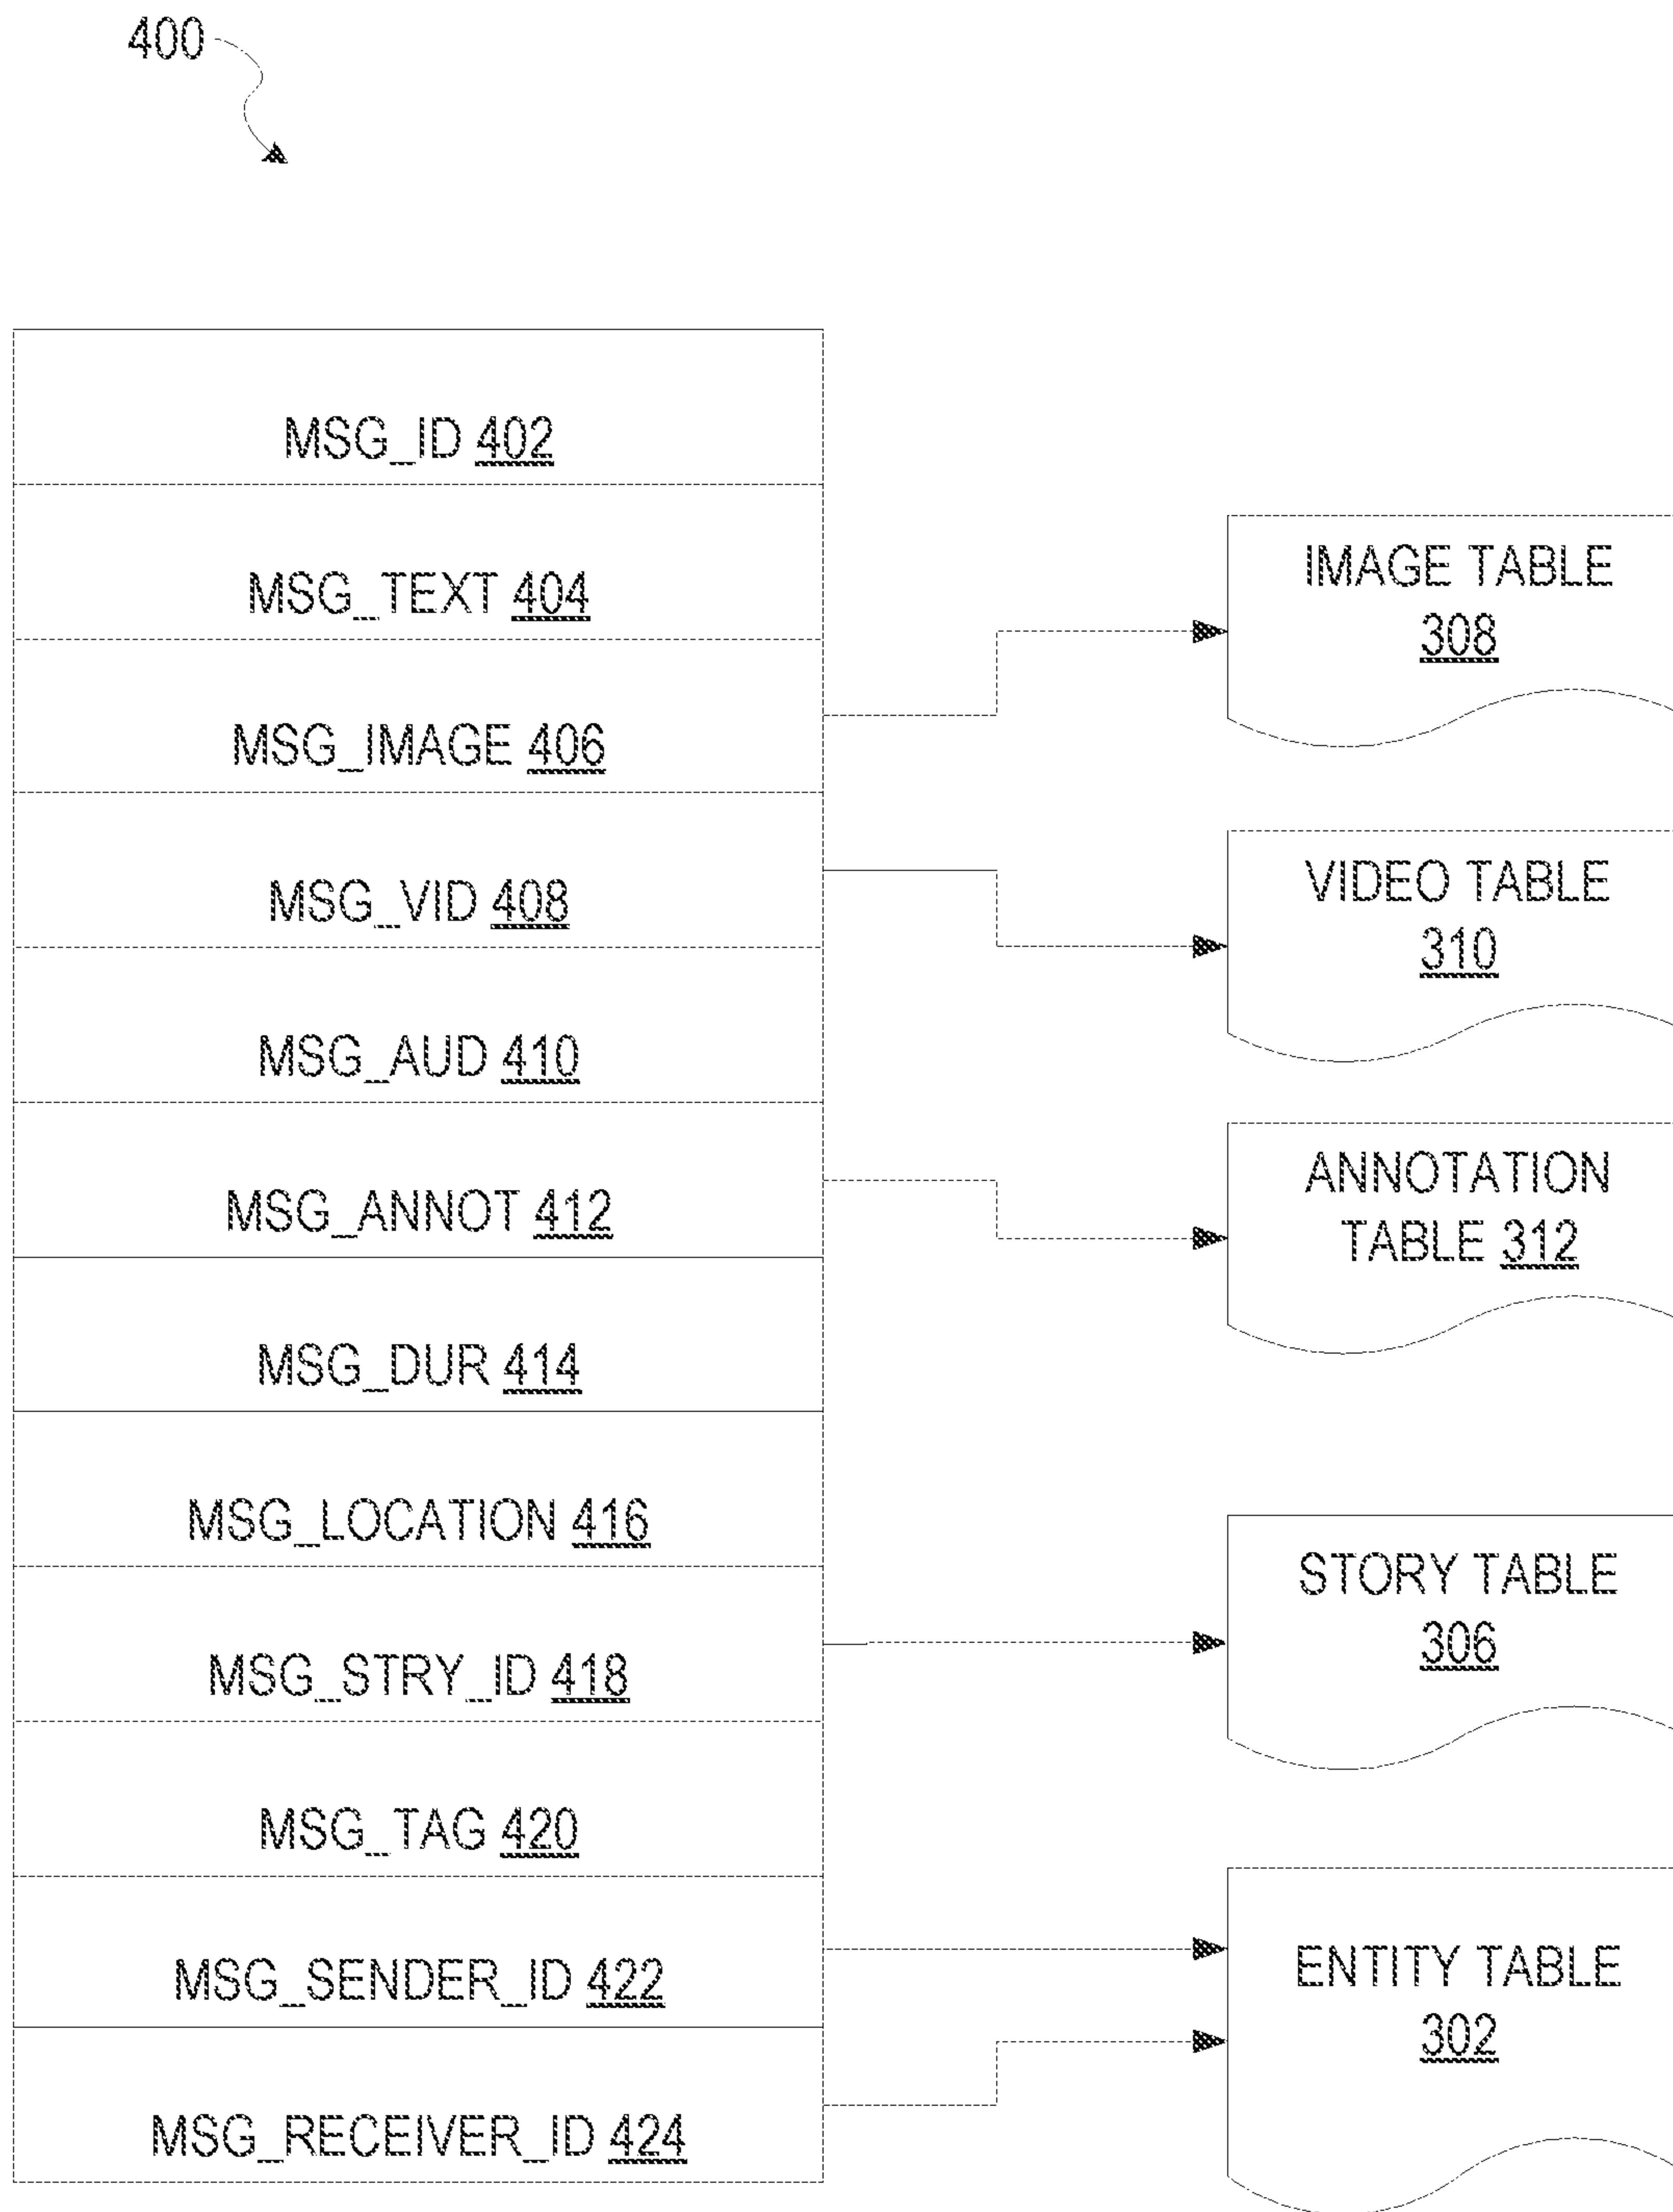 400
MSG_ID 402
MSG_TEXT 404
MSG_IMAGE 406
MSG_VID 408
MSG_AUD 410
MSG_ANNOT 412
MSG_DUR 414
MSG_LOCATION 416
MSG_STRY_ID 418
MSG_TAG 420
MSG_SENDER_ID 422
MSG_RECEIVER_ID 424
IMAGE TABLE
308
VIDEO TABLE
310
ANNOTATION
TABLE 312
STORY TABLE
306
ENTITY TABLE
302